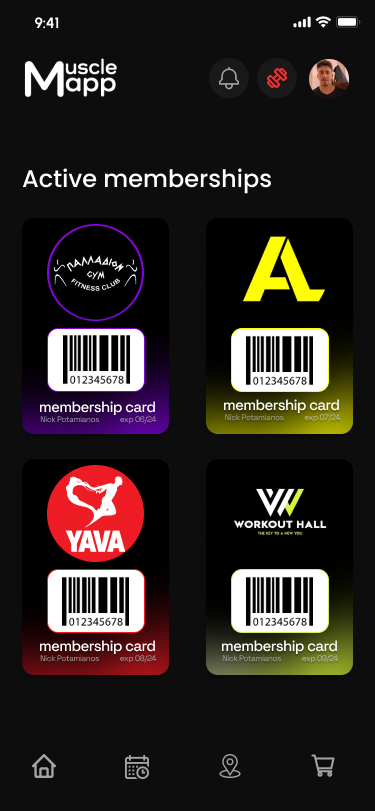 9:41
Muscle
Mapp
Active memberships
ΠΑΛΛΑΔΙΟΝ
GYM
FITNESS CLUB
012345678
membership card
Nick Potamianos exp 06/24
AL
012345678
membership card
Nick Potamianos exp 07/24
YAVA
012345678
membership card
Nick Potamianos exp 08/24
WORKOUT HALL
THE KEY TO A NEW YOU
012345678
membership card
Nick Potamianos exp 09/24